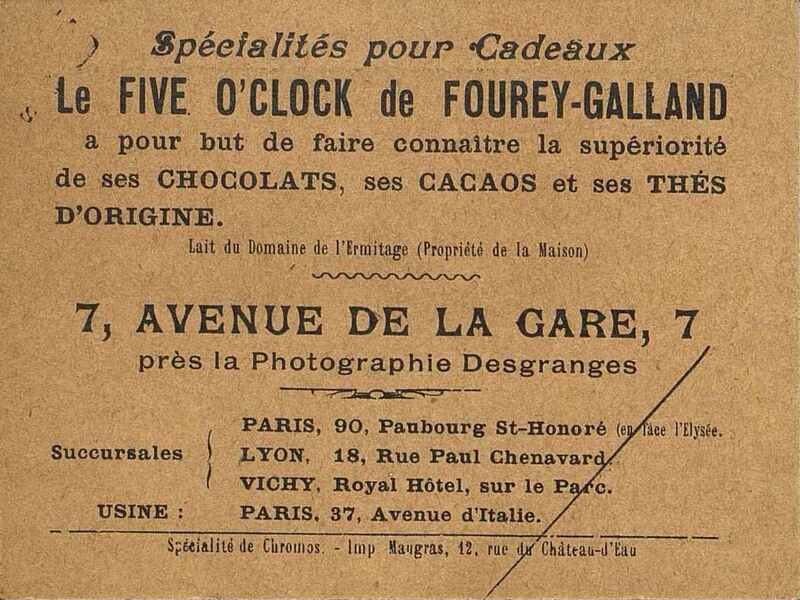 Spécialités pour Cadeaux
Le FIVE O'CLOCK de FOUREY-GALLAND
a pour but de faire connaître la supériorité
de ses CHOCOLATS, ses CACAOS et ses THÉS
D'ORIGINE.
Lait du Domaine de l'Ermitage (Propriété de la Maison)
7, AVENUE DE LA GARE, 7
près la Photographie Desgranges
Succursales
PARIS, 90, Paubourg St-Honoré (en face l'Elysée.
LYON, 18, Rue Paul Chenavard.
VICHY, Royal Hôtel, sur le Parc.
USINE : PARIS, 37, Avenue d'Italie.
Spécialité de Chromos. - Imp Maugras, 12, rue du Château-d'Eau